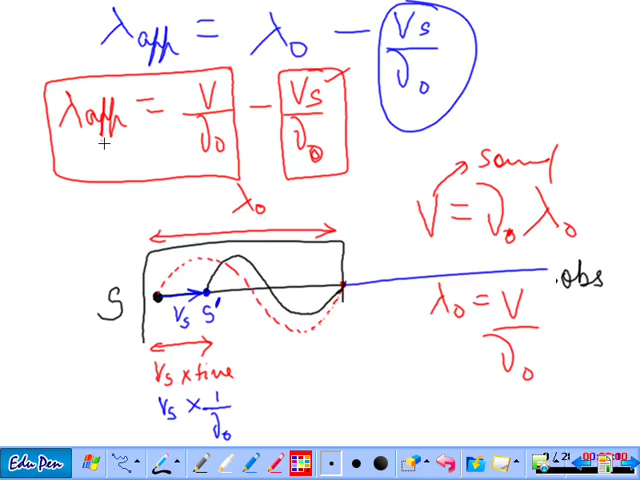 λapp = λ₀ − Vs/ν₀
λapp = V/ν₀ − Vs/ν₀
λ₀
V = ν₀ λ₀
S
Vs S'
obs
λ₀ = V/ν₀
Vs × time
Vs × 1/ν₀
Edu Pen